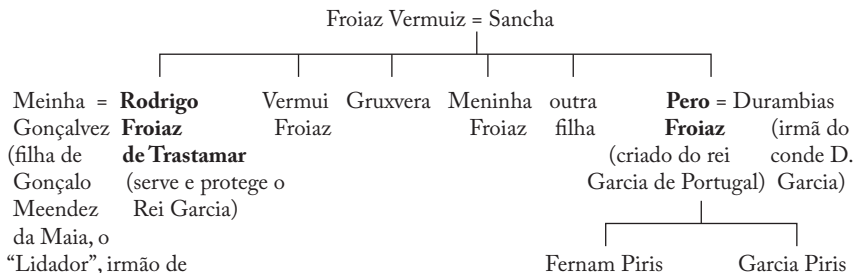 Froiaz Vermuiz = Sancha
Meinha = Rodrigo Vermui Gruxvera Meninha outra Pero = Durambias
Gonçalvez Froiaz Froiaz Froiaz filha Froiaz (irmã do
(filha de de Trastamar (criado do rei conde D.
Gonçalo (serve e protege o Garcia de Portugal) Garcia)
Meendez Rei Garcia)
da Maia, o
“Lidador”, irmão de Fernam Piris Garcia Piris